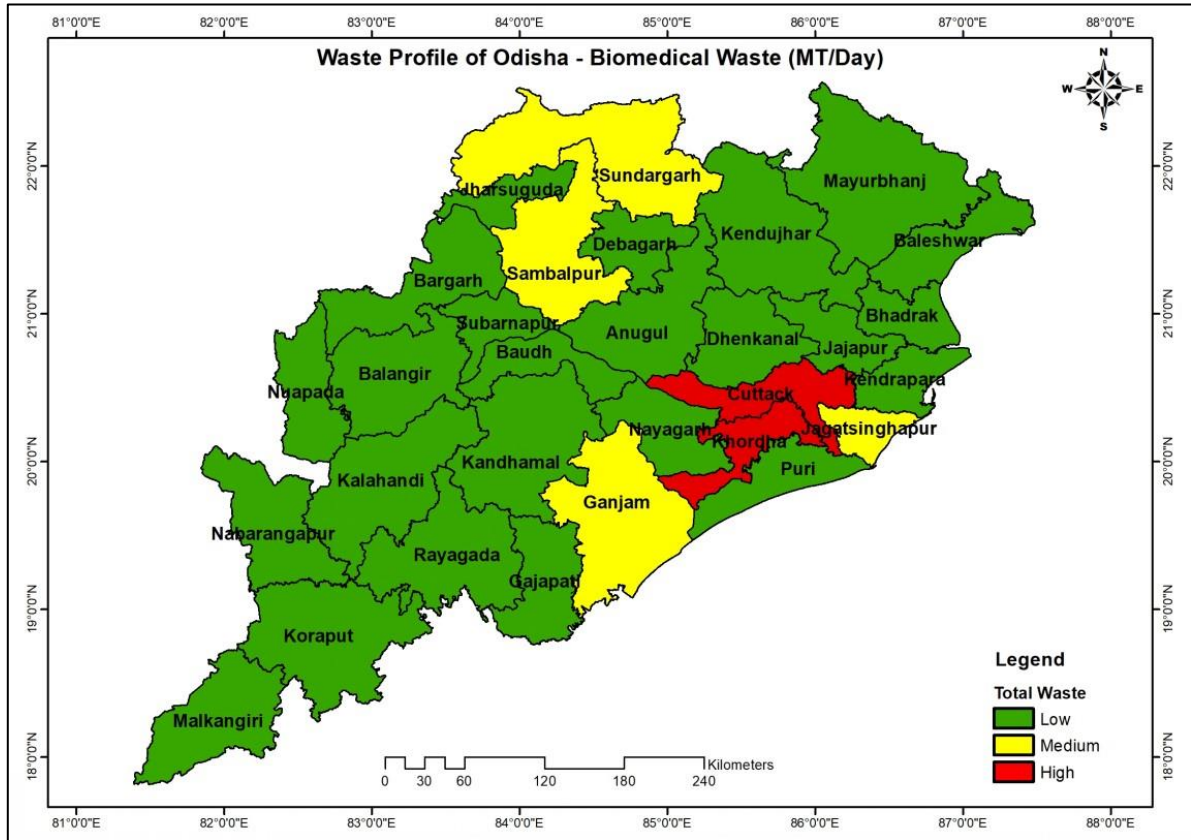 81°0'0"E 82°0'0"E 83°0'0"E 84°0'0"E 85°0'0"E 86°0'0"E 87°0'0"E 88°0'0"E
Waste Profile of Odisha - Biomedical Waste (MT/Day)
N
W E
S
22°0'0"N 22°0'0"N
Sundargarh
Jharsuguda
Mayurbhanj
Kendujhar
Debagarh
Baleshwar
Sambalpur
Bargarh
21°0'0"N 21°0'0"N
Subarnapur
Anugul
Bhadrak
Dhenkanal
Baudh
Jajapur
Balangir
Kendrapara
Nuapada
Cuttack
Nayagarh
Jagatsinghapur
Khordha
20°0'0"N 20°0'0"N
Kandhamal
Puri
Kalahandi
Ganjam
Nabarangapur
Rayagada
Gajapati
19°0'0"N 19°0'0"N
Koraput
Malkangiri
Legend
Total Waste
Low
Medium
High
18°0'0"N 18°0'0"N
Kilometers
0 30 60 120 180 240
81°0'0"E 82°0'0"E 83°0'0"E 84°0'0"E 85°0'0"E 86°0'0"E 87°0'0"E 88°0'0"E